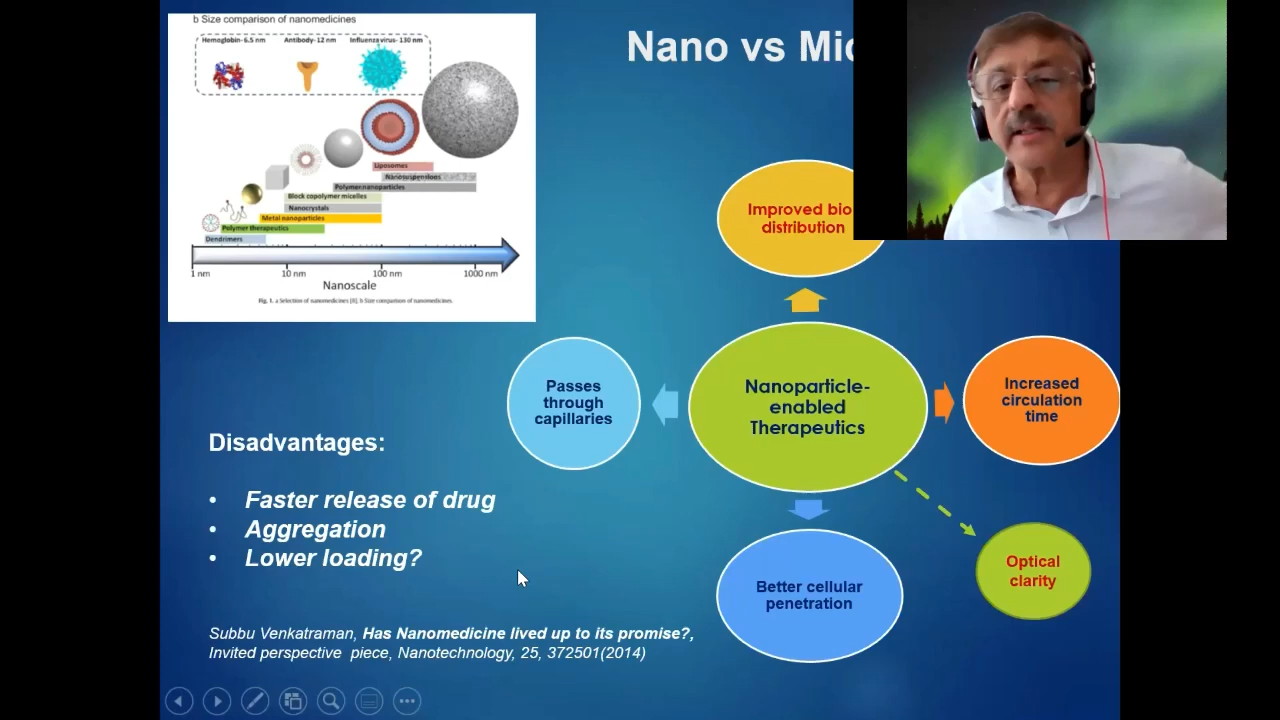 b Size comparison of nanomedicines
Hemoglobin- 6.5 nm Antibody- 12 nm Influenza virus- 130 nm
Liposomes
Nanosuspensions
Polymer nanoparticles
Block copolymer micelles
Nanocrystals
Metal nanoparticles
Polymer therapeutics
Dendrimers
1 nm 10 nm 100 nm 1000 nm
Nanoscale
Fig. 1. a Selection of nanomedicines [8], b Size comparison of nanomedicines.
Nano vs Mic
Improved bio
distribution
Passes
through
capillaries
Nanoparticle-
enabled
Therapeutics
Increased
circulation
time
Better cellular
penetration
Optical
clarity
Disadvantages:
• Faster release of drug
• Aggregation
• Lower loading?
Subbu Venkatraman, Has Nanomedicine lived up to its promise?,
Invited perspective piece, Nanotechnology, 25, 372501(2014)